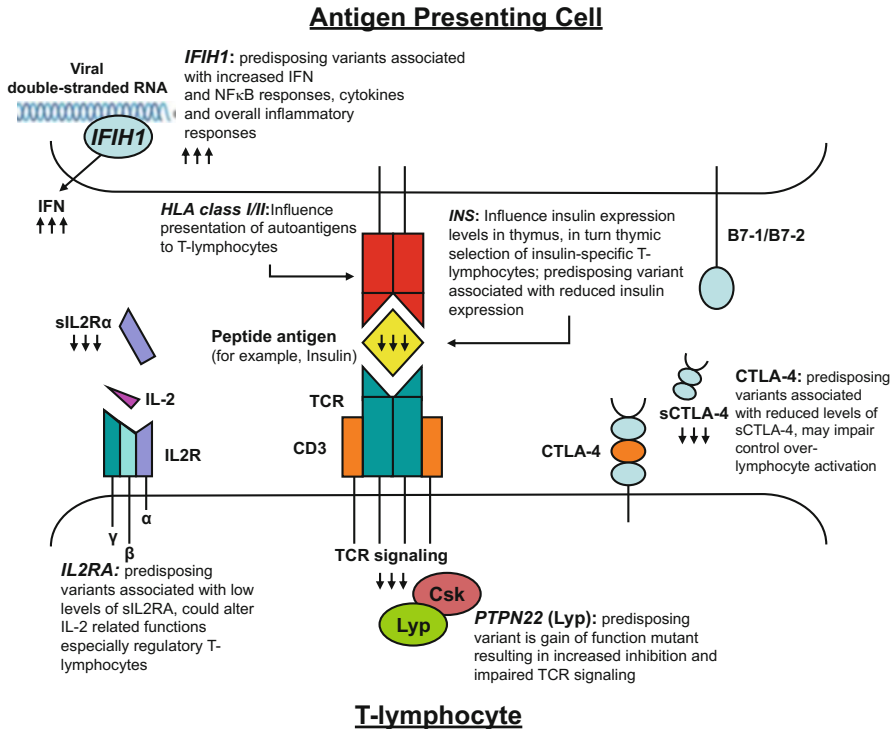 Antigen Presenting Cell
Viral
double-stranded RNA
IFIH1
IFIH1: predisposing variants associated
with increased IFN
and NFκB responses, cytokines
and overall inflammatory
responses
↑↑↑
IFN
↑↑↑
HLA class I/II:Influence
presentation of autoantigens
to T-lymphocytes
INS: Influence insulin expression
levels in thymus, in turn thymic
selection of insulin-specific T-
lymphocytes; predisposing variant
associated with reduced insulin
expression
B7-1/B7-2
sIL2Rα
↓↓↓
IL-2
IL2R
γ
β
α
Peptide antigen
(for example, Insulin)
↓↓↓
TCR
CD3
CTLA-4
sCTLA-4
↓↓↓
CTLA-4: predisposing
variants associated
with reduced levels of
sCTLA-4, may impair
control over-
lymphocyte activation
IL2RA: predisposing
variants associated with low
levels of sIL2RA, could alter
IL-2 related functions
especially regulatory T-
lymphocytes
TCR signaling
↓↓↓
Csk
Lyp
PTPN22 (Lyp): predisposing
variant is gain of function mutant
resulting in increased inhibition and
impaired TCR signaling
T-lymphocyte